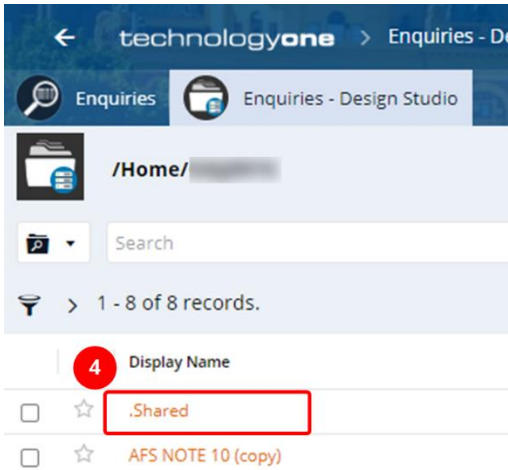 technologyone > Enquiries - De
Enquiries Enquiries - Design Studio
/Home/
Search
> 1 - 8 of 8 records.
4 Display Name
.Shared
AFS NOTE 10 (copy)